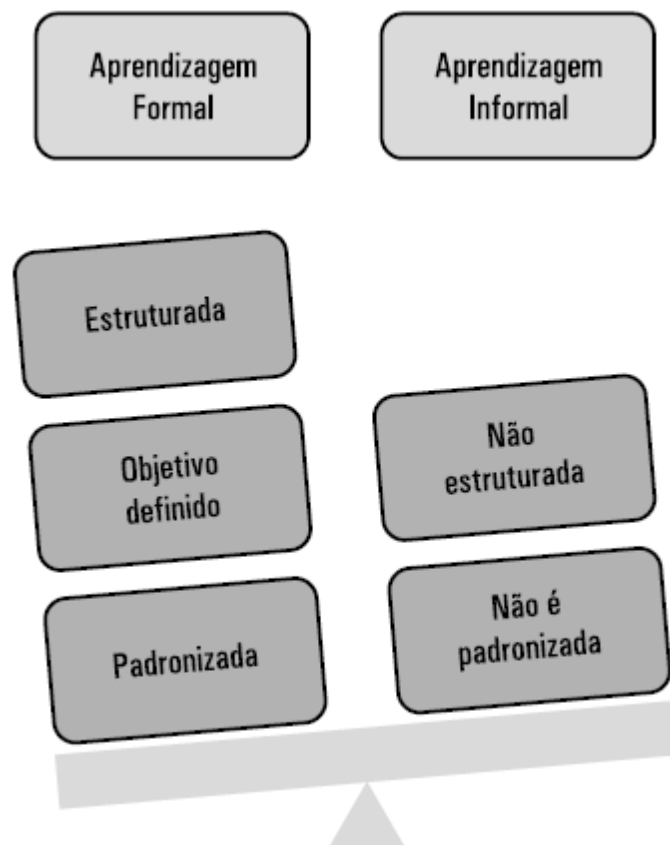 Aprendizagem
Formal
Aprendizagem
Informal
Estruturada
Objetivo
definido
Padronizada
Não
estruturada
Não é
padronizada